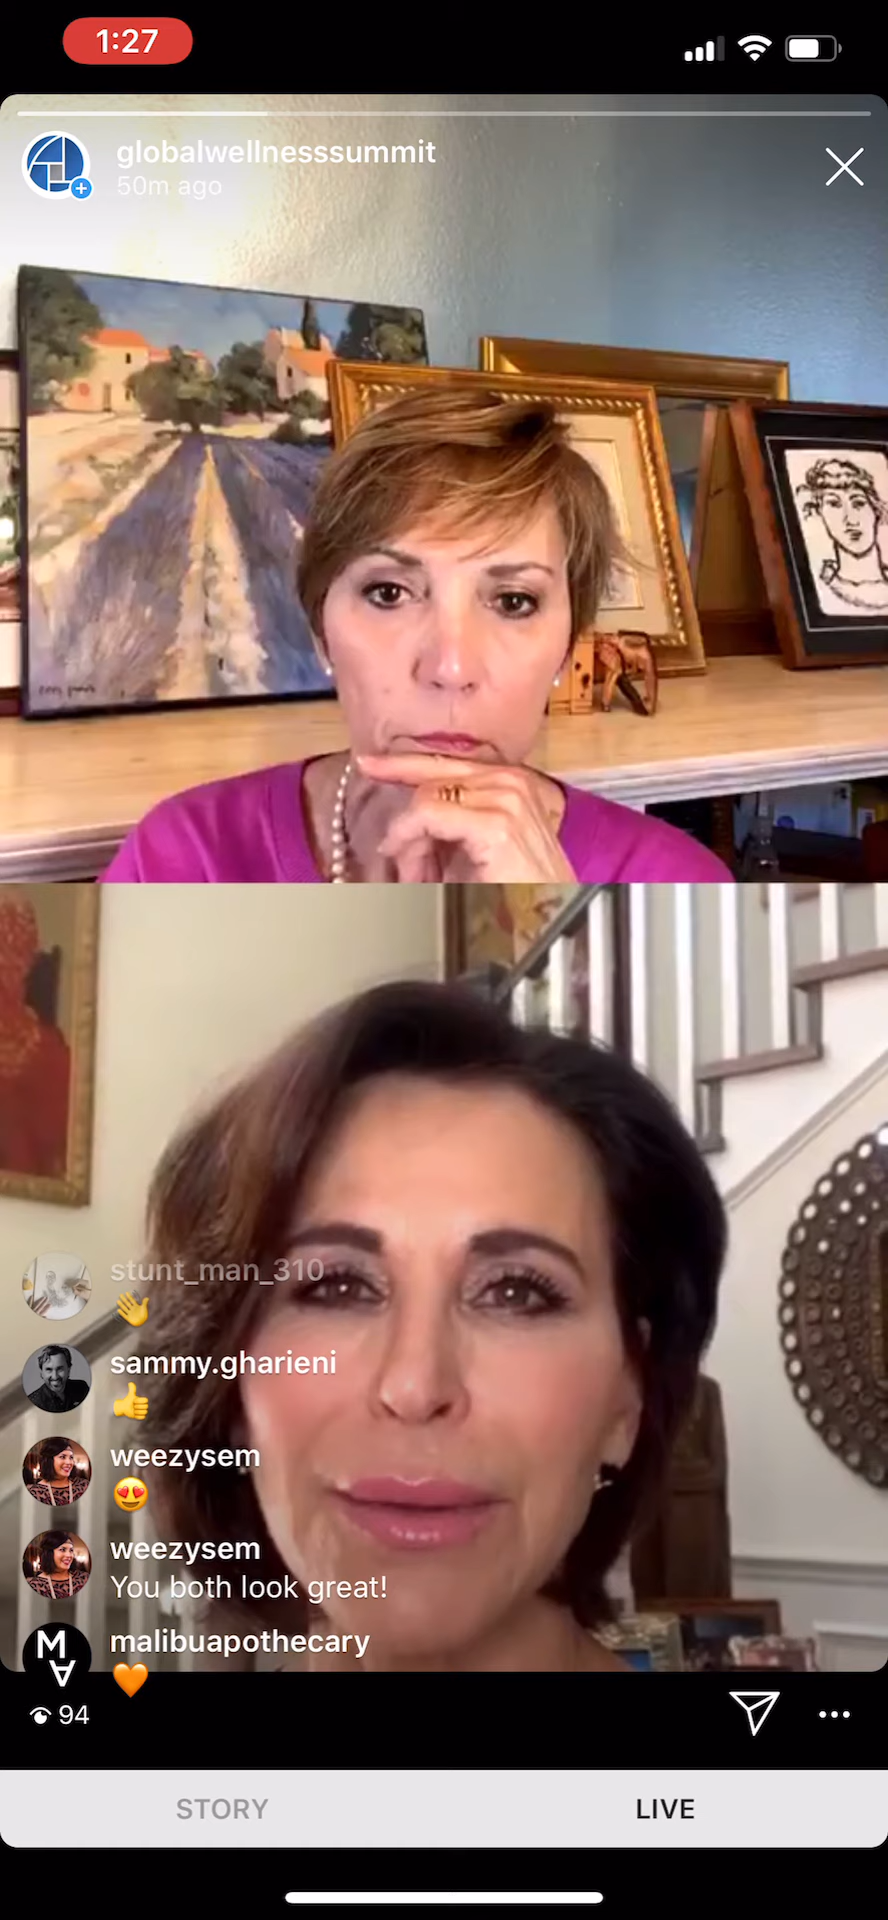 1:27
globalwellnesssummit
50m ago
stunt_man_310
👋
sammy.gharieni
👍
weezysem
😍
weezysem
You both look great!
malibuapothecary
🧡
94
STORY
LIVE